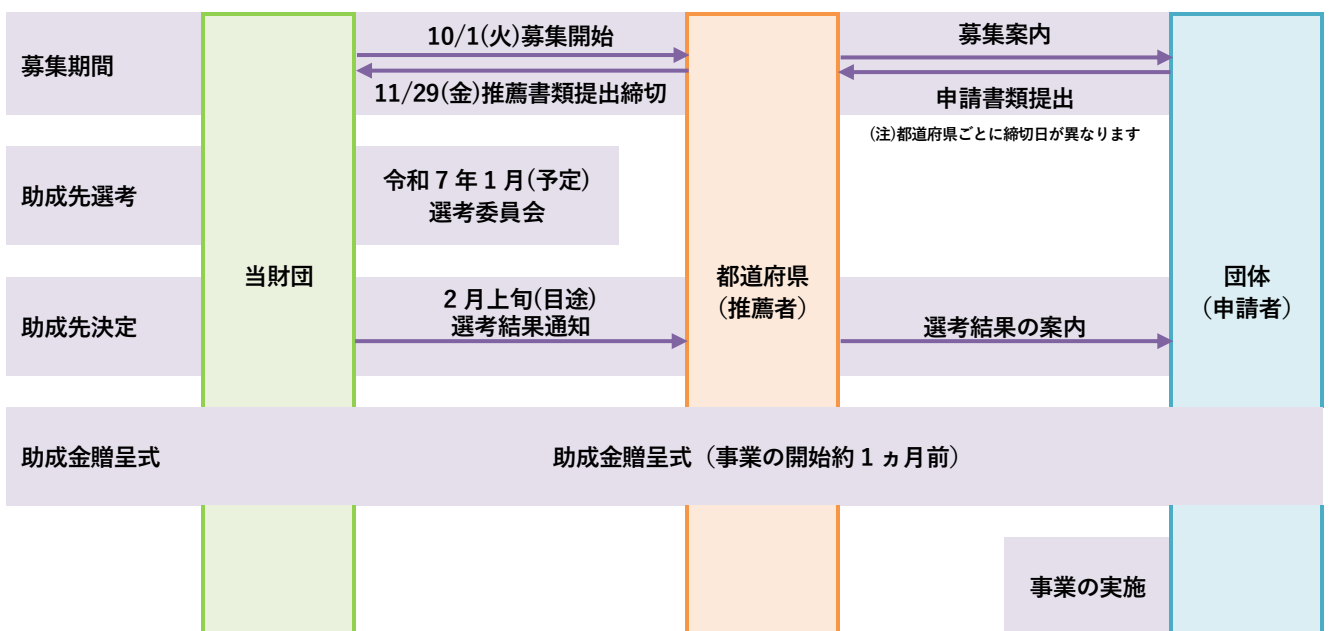 募集期間
10/1(火)募集開始
11/29(金)推薦書類提出締切
募集案内
申請書類提出
(注)都道府県ごとに締切日が異なります
助成先選考
令和７年１月(予定)
選考委員会
当財団
都道府県
（推薦者）
団体
（申請者）
助成先決定
２月上旬(目途)
選考結果通知
選考結果の案内
助成金贈呈式
助成金贈呈式（事業の開始約１ヵ月前）
事業の実施